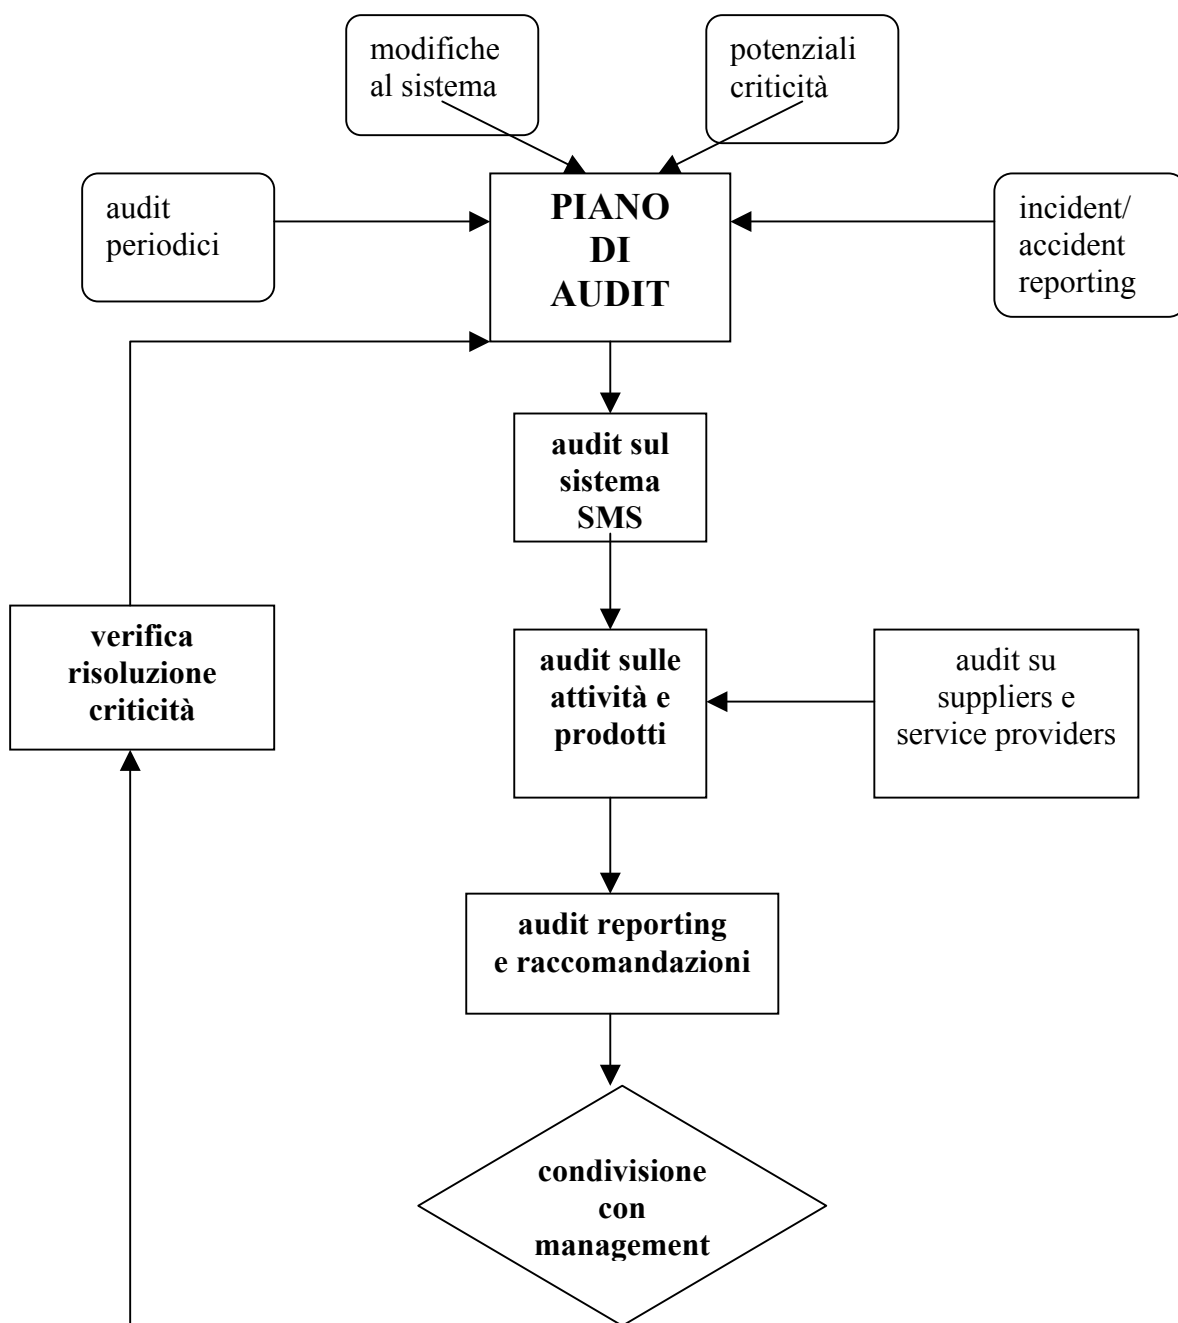 modifiche
al sistema
potenziali
criticità
audit
periodici
PIANO
DI
AUDIT
incident/
accident
reporting
audit sul
sistema
SMS
verifica
risoluzione
criticità
audit sulle
attività e
prodotti
audit su
suppliers e
service providers
audit reporting
e raccomandazioni
condivisione
con
management